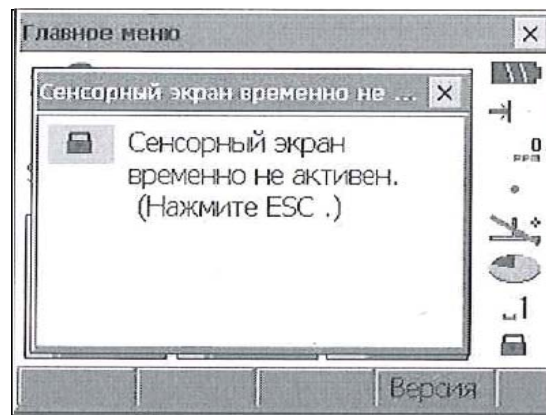 Главное меню
Сенсорный экран временно не ...
Сенсорный экран
временно не активен.
(Нажмите ESC .)
0
ppm
1
Версия